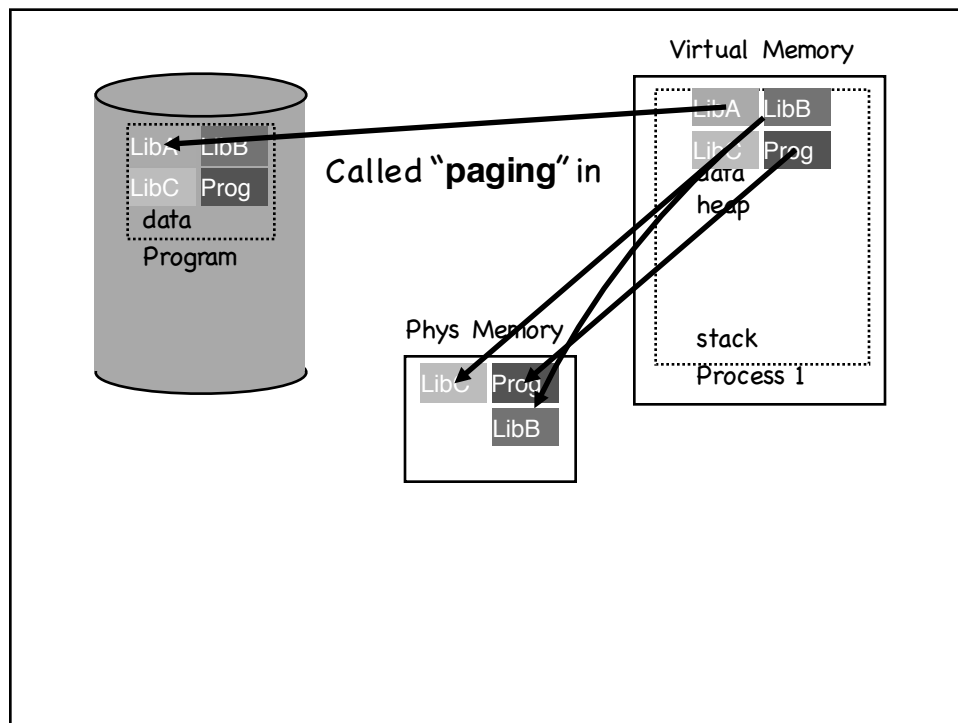 Virtual Memory
LibA LibB
LibC Prog
data
heap
stack
Process 1
LibA LibB
LibC Prog
data
Program
Called "paging" in
Phys Memory
LibC Prog
LibB